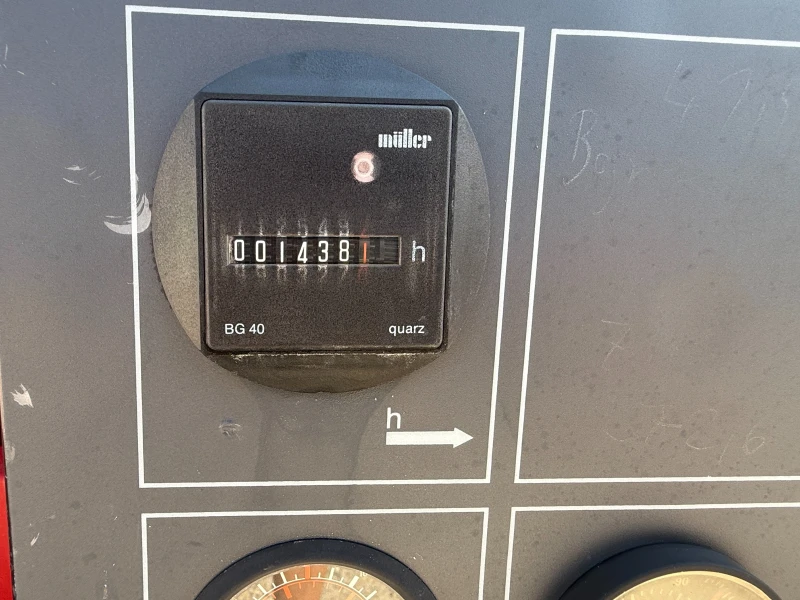 müller
0014381 h
BG 40 quarz
h